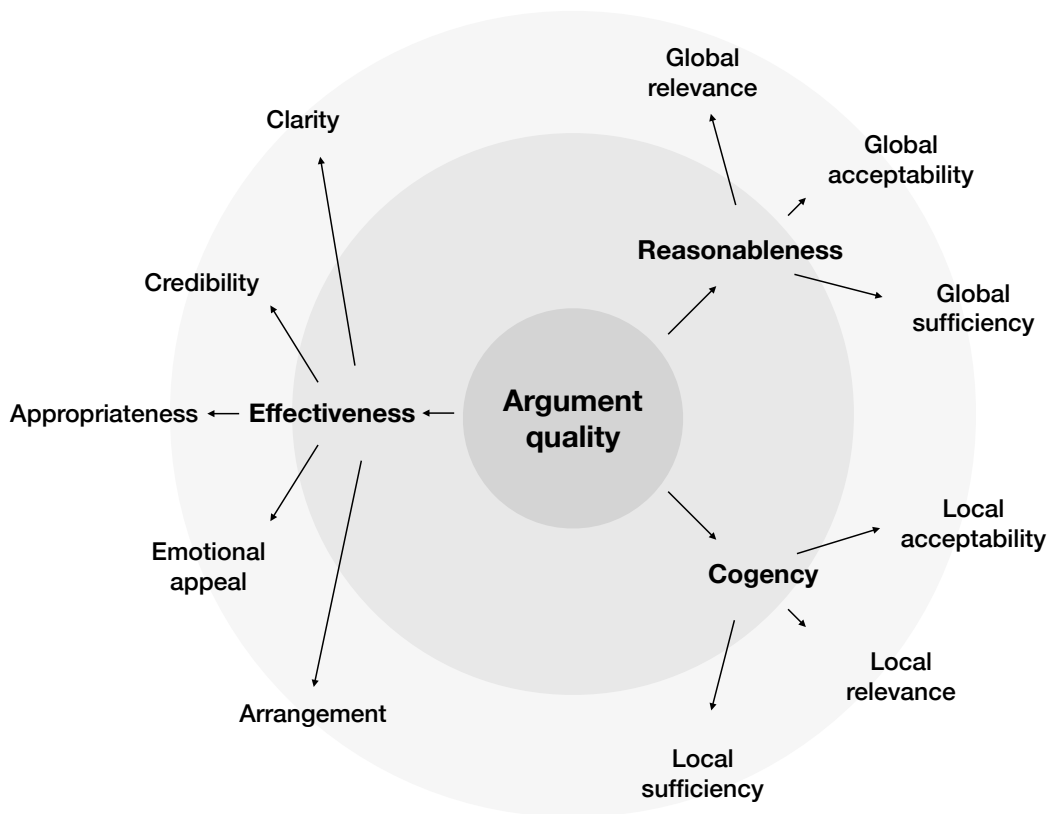 Global
relevance
Clarity
Global
acceptability
Reasonableness
Credibility
Global
sufficiency
Argument
quality
Appropriateness
Effectiveness
Local
acceptability
Emotional
appeal
Cogency
Local
relevance
Arrangement
Local
sufficiency